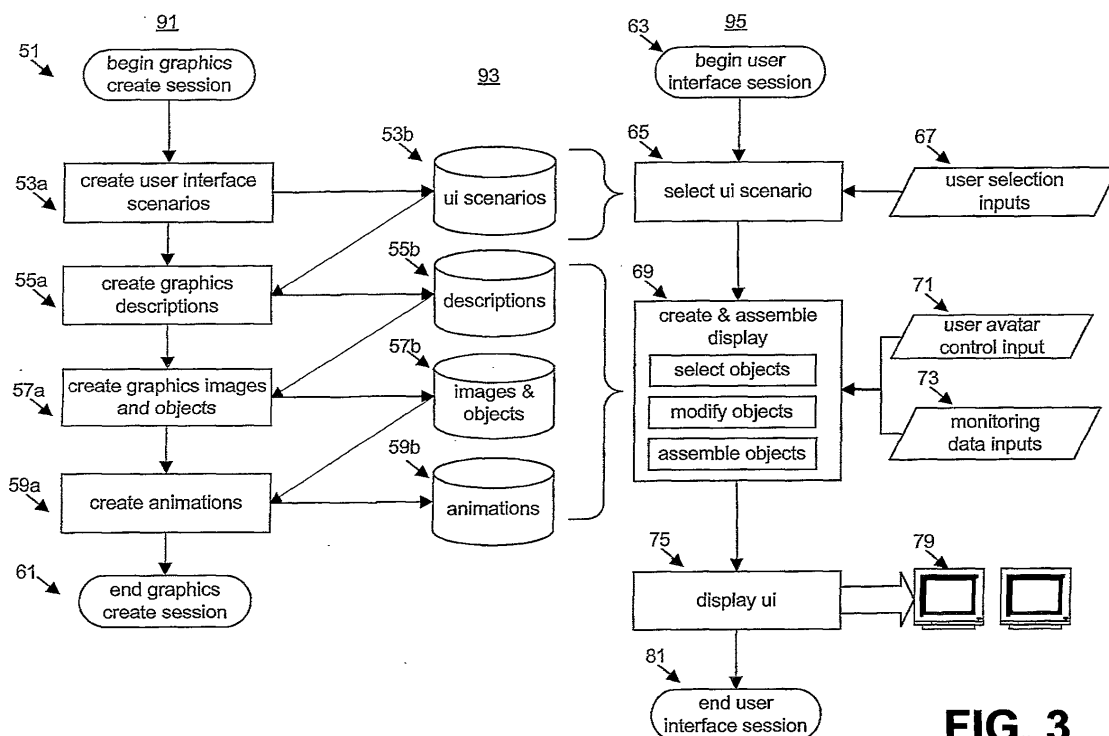 91
51
begin graphics
create session
53a
create user interface
scenarios
55a
create graphics
descriptions
57a
create graphics images
and objects
59a
create animations
61
end graphics
create session
93
53b
ui scenarios
55b
descriptions
57b
images &
objects
59b
animations
95
63
begin user
interface session
65
select ui scenario
67
user selection
inputs
69
create & assemble
display
select objects
modify objects
assemble objects
71
user avatar
control input
73
monitoring
data inputs
75
display ui
79
81
end user
interface session
FIG. 3